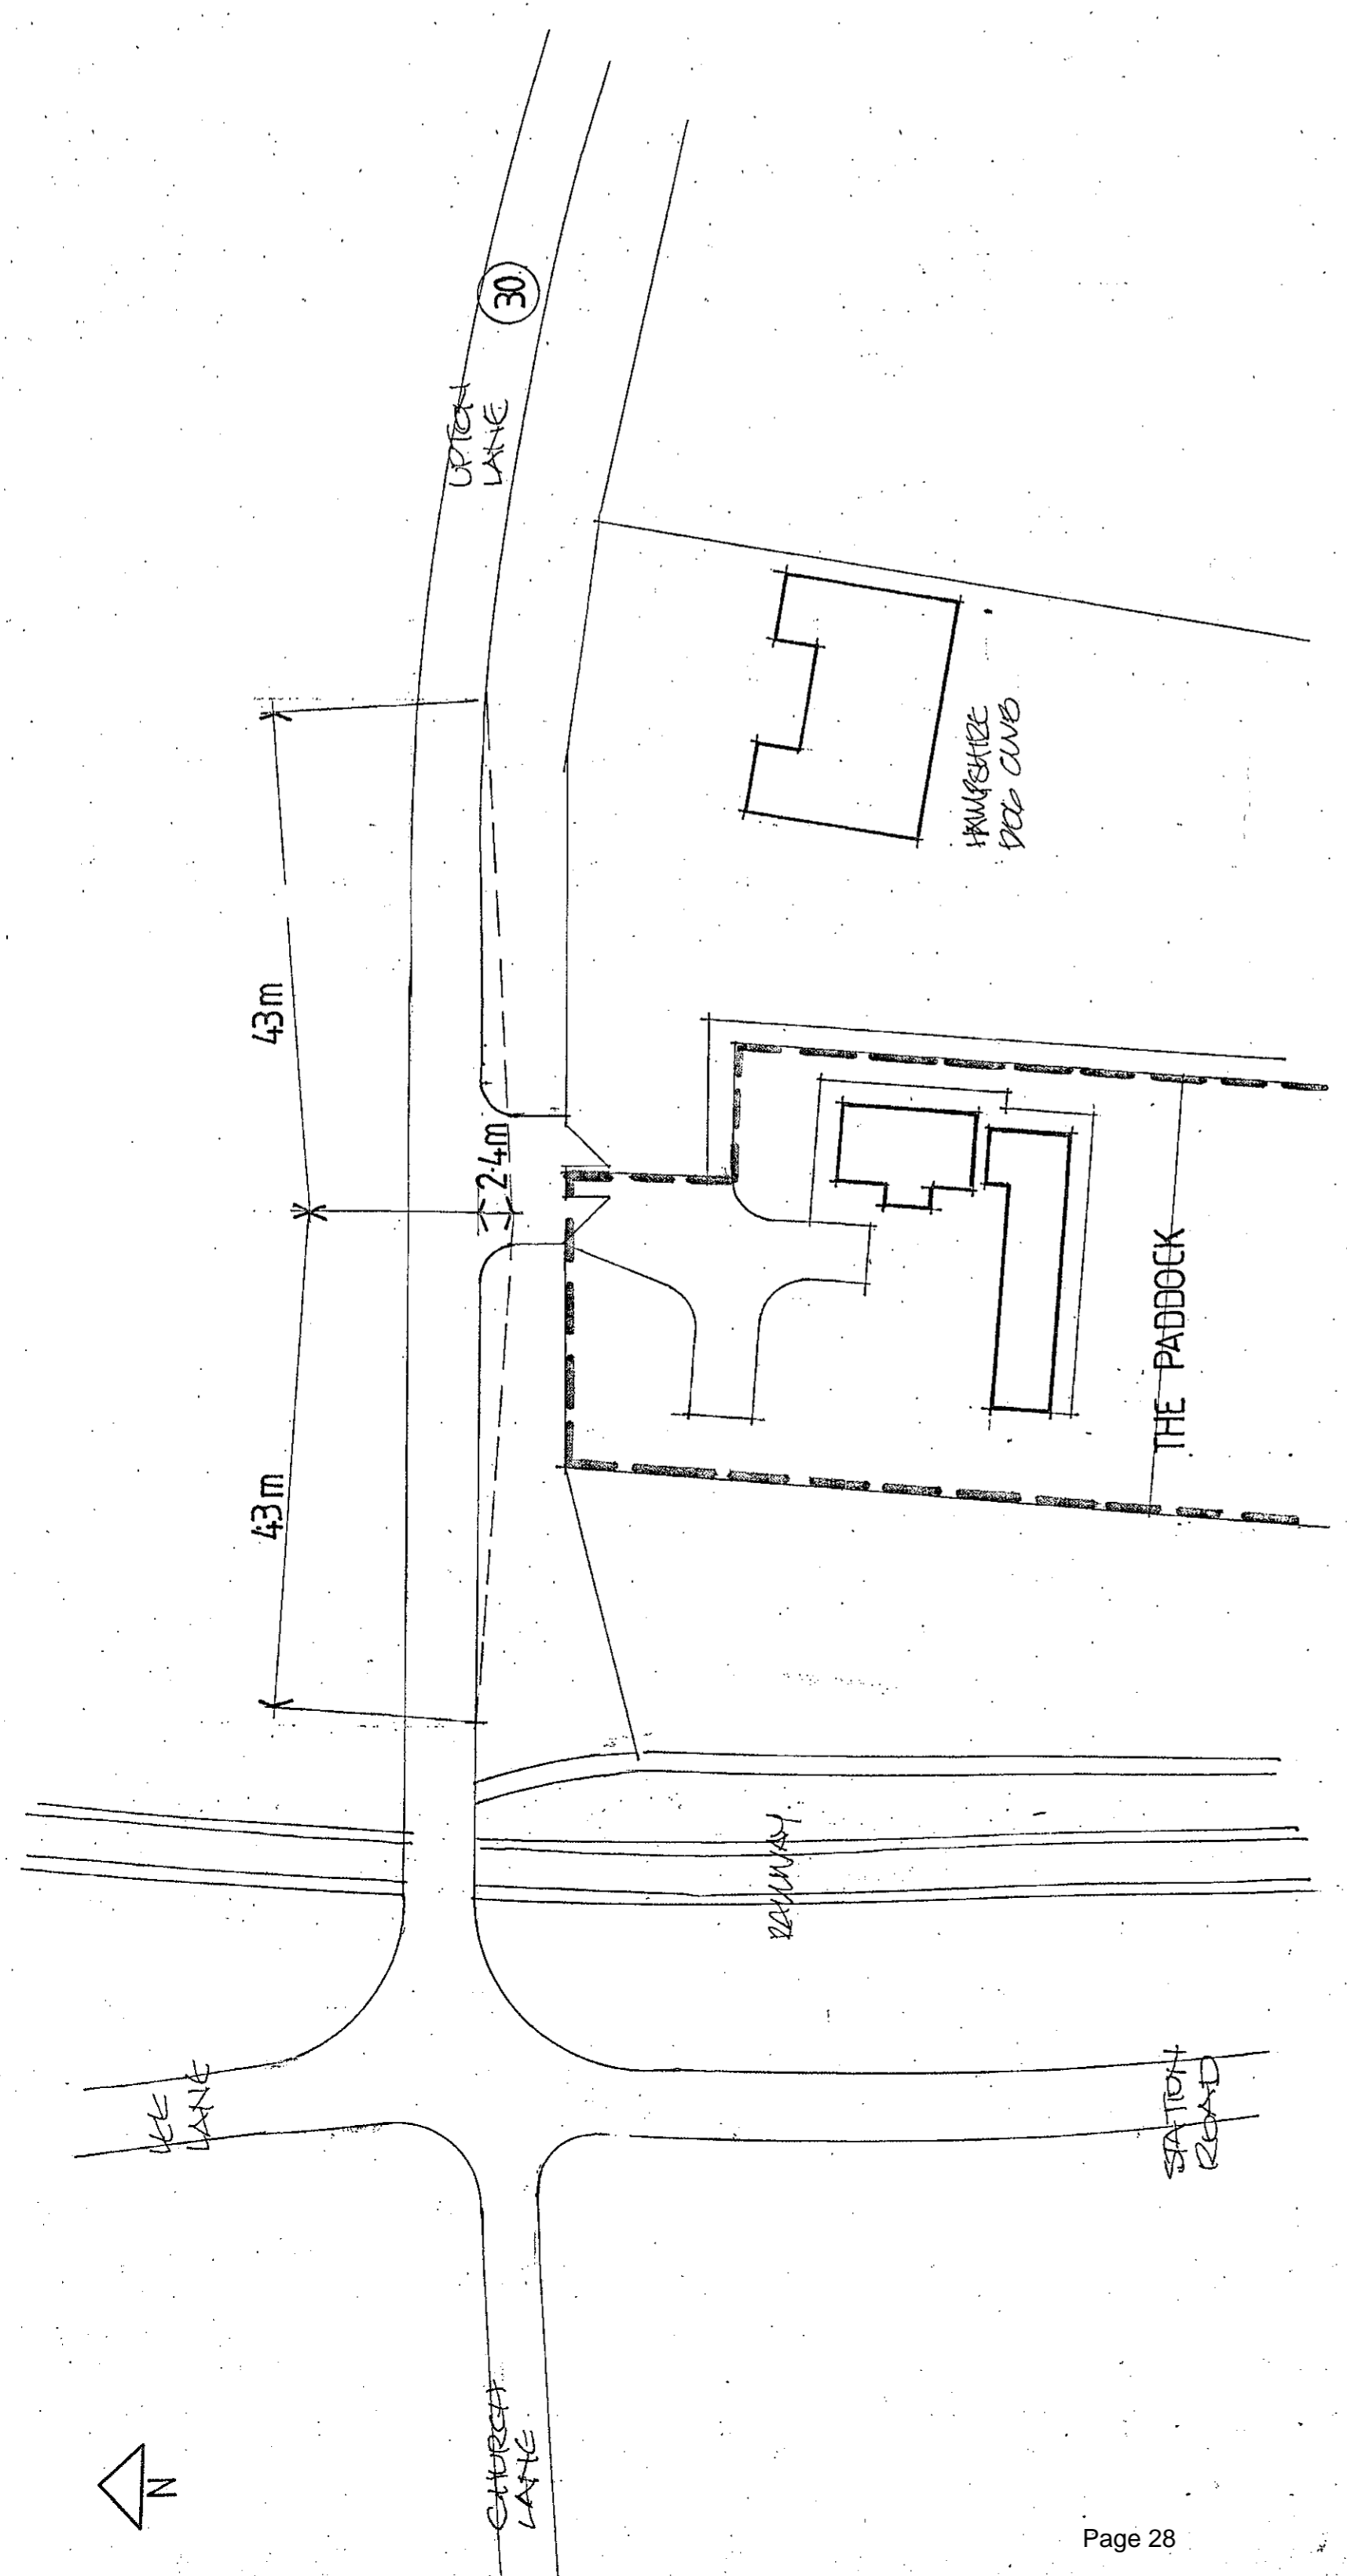 30
UPTON
LANE
43m
2.4m
43m
HAMPSHIRE
DOG CLUB
THE PADDOCK
RAILWAY
LEE
LANE
STATION
ROAD
CHURCH
LANE
N
Page 28